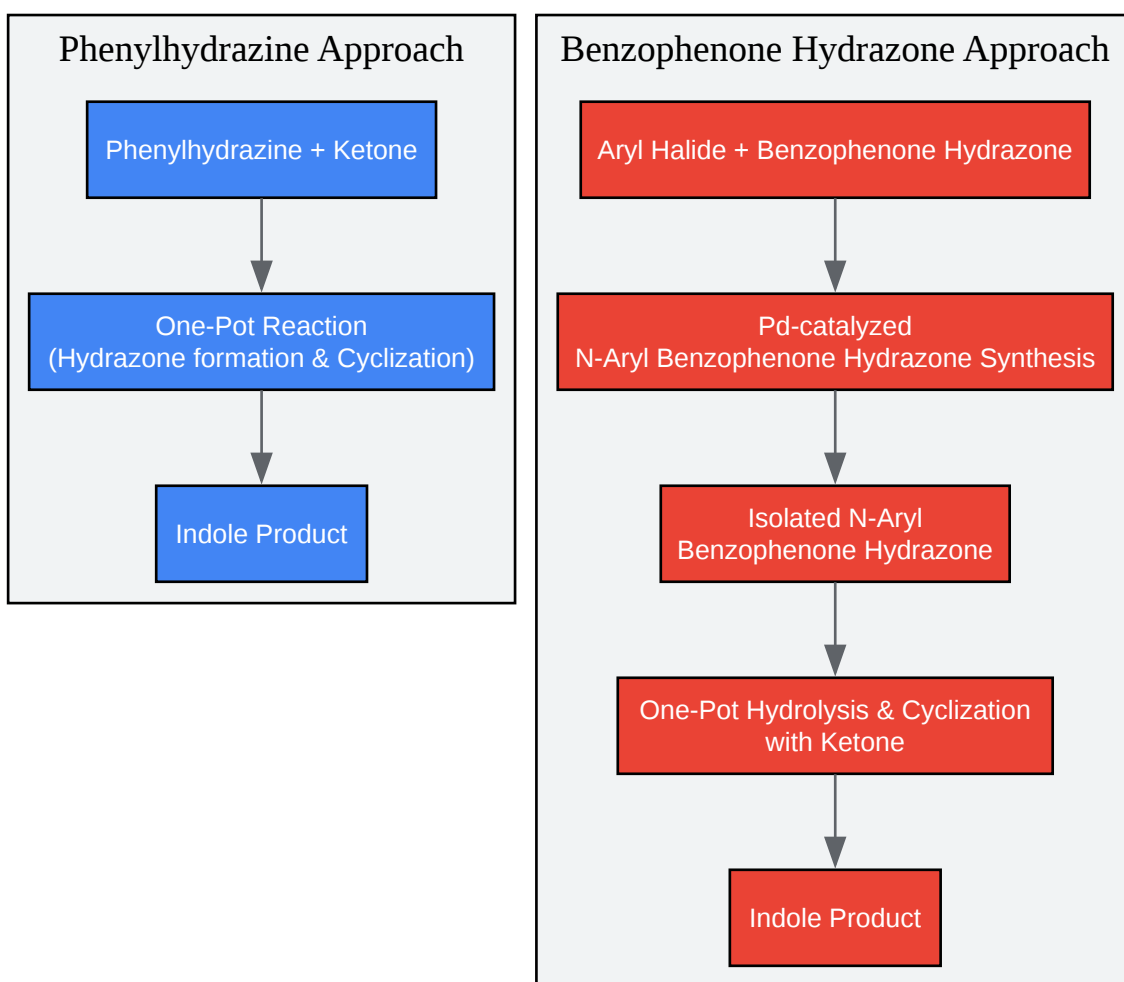 Phenylhydrazine Approach
Phenylhydrazine + Ketone
One-Pot Reaction
(Hydrazone formation & Cyclization)
Indole Product
Benzophenone Hydrazone Approach
Aryl Halide + Benzophenone Hydrazone
Pd-catalyzed
N-Aryl Benzophenone Hydrazone Synthesis
Isolated N-Aryl
Benzophenone Hydrazone
One-Pot Hydrolysis & Cyclization
with Ketone
Indole Product